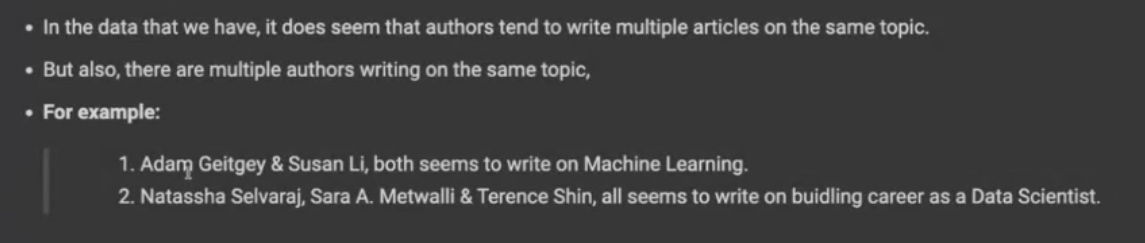 • In the data that we have, it does seem that authors tend to write multiple articles on the same topic.
• But also, there are multiple authors writing on the same topic,
• For example:
1. Adam Geitgey & Susan Li, both seems to write on Machine Learning.
2. Natassha Selvaraj, Sara A. Metwalli & Terence Shin, all seems to write on buidling career as a Data Scientist.